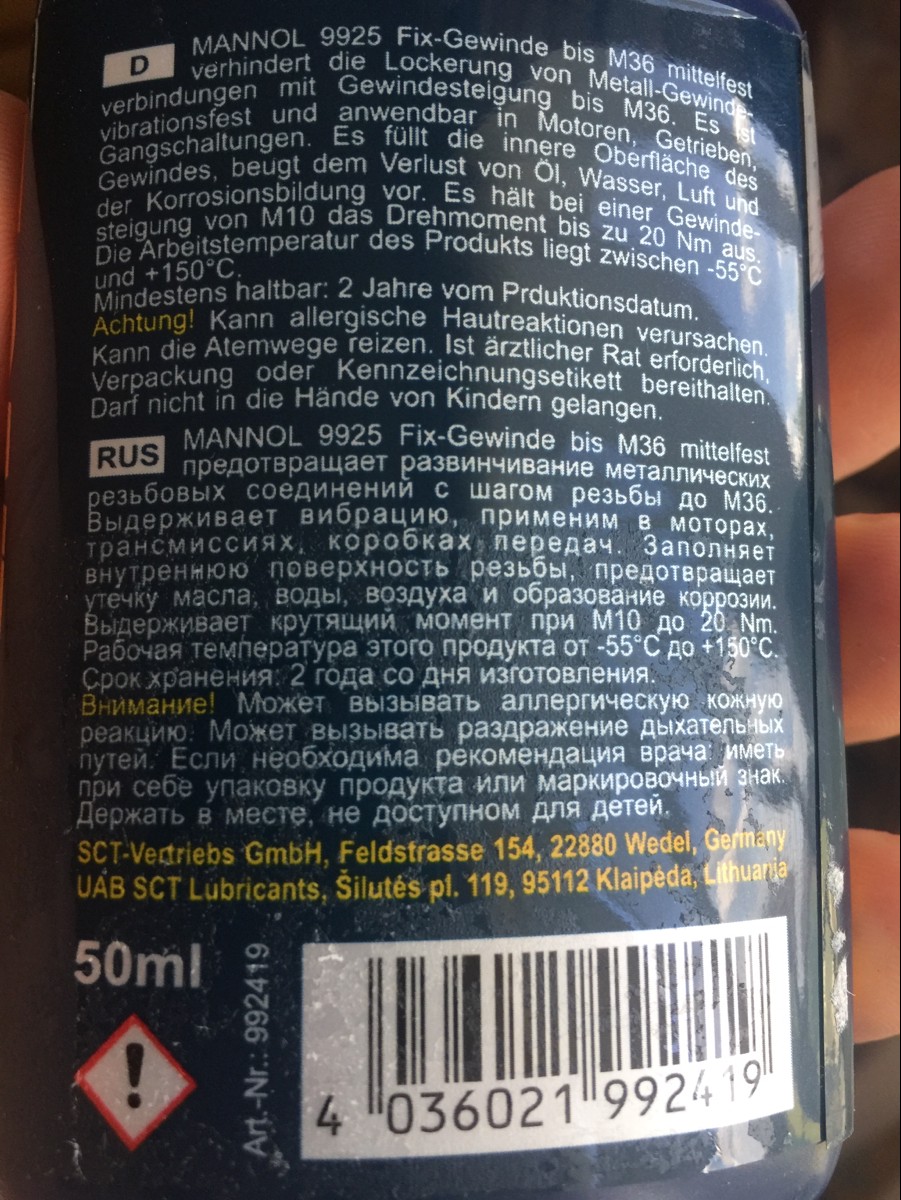 D MANNOL 9925 Fix-Gewinde bis M36 mittelfest
verhindert die Lockerung von Metall-Gewinde-
verbindungen mit Gewindesteigung bis M36. Es ist
vibrationsfest und anwendbar in Motoren, Getrieben,
Gangschaltungen. Es füllt die innere Oberfläche des
Gewindes, beugt dem Verlust von Öl, Wasser, Luft und
der Korrosionsbildung vor. Es hält bei einer Gewinde-
steigung von M10 das Drehmoment bis zu 20 Nm aus.
Die Arbeitstemperatur des Produkts liegt zwischen -55°C
und +150°C.
Mindestens haltbar: 2 Jahre vom Prduktionsdatum.
Achtung! Kann allergische Hautreaktionen verursachen.
Kann die Atemwege reizen. Ist ärztlicher Rat erforderlich,
Verpackung oder Kennzeichnungsetikett bereithalten.
Darf nicht in die Hände von Kindern gelangen.
RUS MANNOL 9925 Fix-Gewinde bis M36 mittelfest
предотвращает развинчивание металлических
резьбовых соединений с шагом резьбы до М36.
Выдерживает вибрацию, применим в моторах,
трансмиссиях, коробках передач. Заполняет
внутреннюю поверхность резьбы, предотвращает
утечку масла, воды, воздуха и образование коррозии.
Выдерживает крутящий момент при М10 до 20 Nm.
Рабочая температура этого продукта от -55°С до +150°С.
Срок хранения: 2 года со дня изготовления.
Внимание! Может вызывать аллергическую кожную
реакцию. Может вызывать раздражение дыхательных
путей. Если необходима рекомендация врача: иметь
при себе упаковку продукта или маркировочный знак.
Держать в месте, не доступном для детей.
SCT-Vertriebs GmbH, Feldstrasse 154, 22880 Wedel, Germany
UAB SCT Lubricants, Šilutės pl. 119, 95112 Klaipėda, Lithuania
50ml
Art.-Nr.: 992419
4 036021 992419